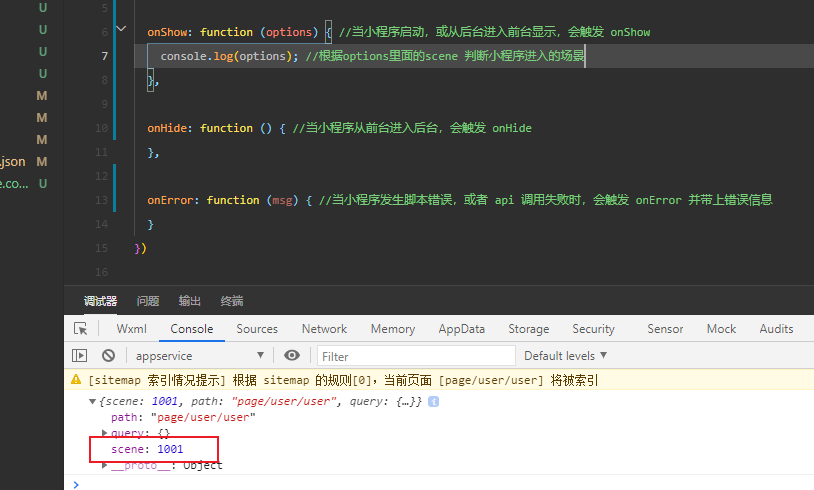 U
5
U
6 onShow: function (options) { //当小程序启动，或从后台进入前台显示，会触发 onShow
U
7 console.log(options); //根据options里面的scene 判断小程序进入的场景
U
8 },
M
9
M
10 onHide: function () { //当小程序从前台进入后台，会触发 onHide
M
11 },
.json M
12
e.co... U
13 onError: function (msg) { //当小程序发生脚本错误，或者 api 调用失败时，会触发 onError 并带上错误信息
14 }
15 })
16
调试器 问题 输出 终端
Wxml Console Sources Network Memory AppData Storage Security Sensor Mock Audits
appservice Filter Default levels
[sitemap 索引情况提示] 根据 sitemap 的规则[0]，当前页面 [page/user/user] 将被索引
{scene: 1001, path: "page/user/user", query: {…}} i
path: "page/user/user"
query: {}
scene: 1001
__proto__: Object